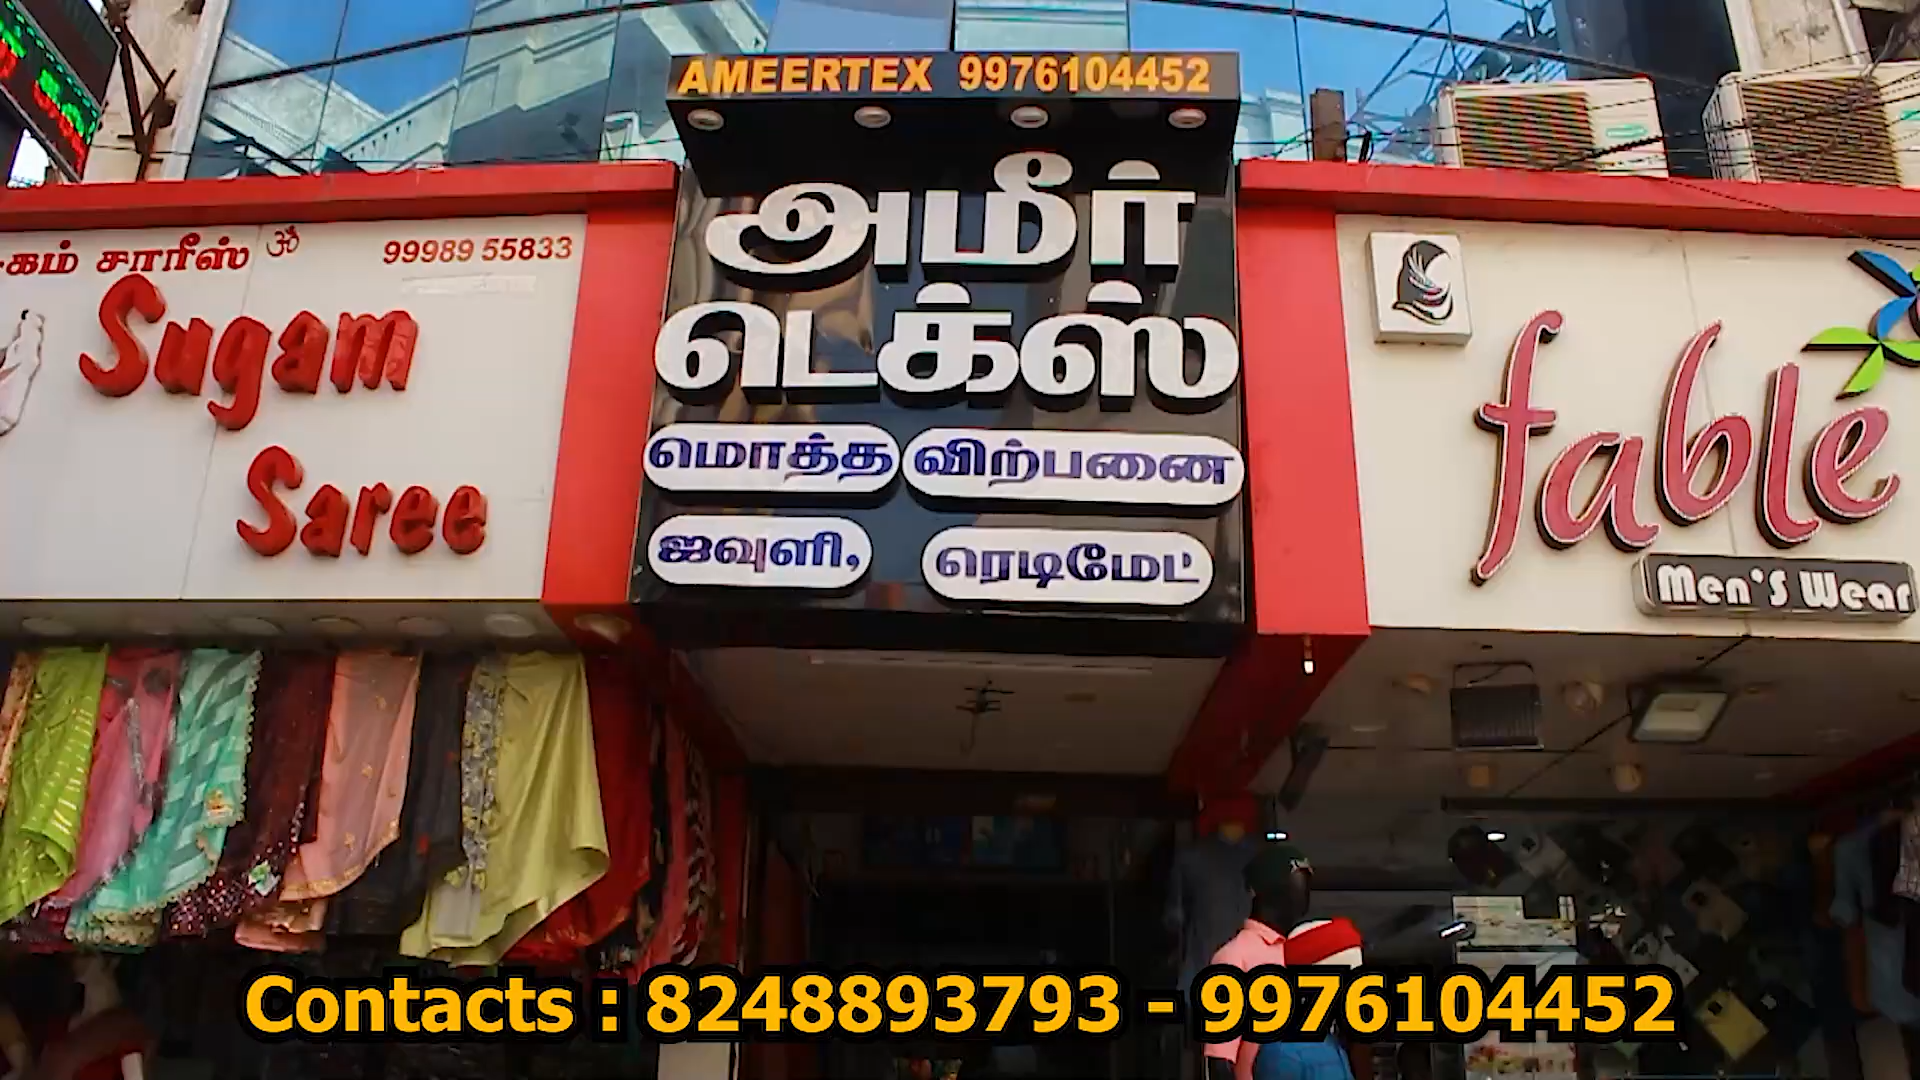 AMEERTEX 9976104452
அமீர்
டெக்ஸ்
மொத்த விற்பனை
ஜவுளி, ரெடிமேட்
சாரீஸ் ௐ 99989 55833
Sugam
Saree
fable
Men'S Wear
Contacts : 8248893793 - 9976104452